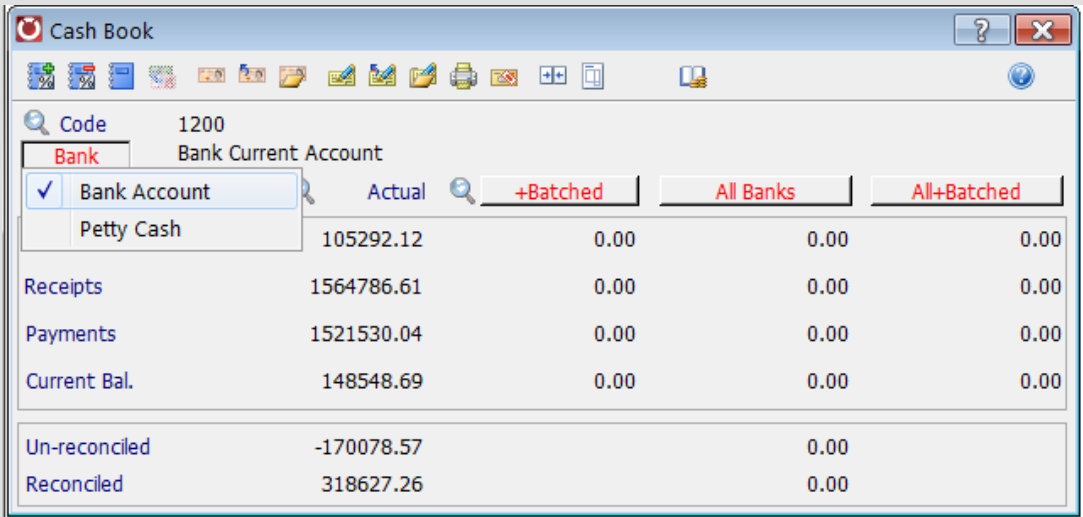 Cash Book
Code 1200
Bank Bank Current Account
Bank Account Actual +Batched All Banks All+Batched
Petty Cash
105292.12 0.00 0.00 0.00
Receipts 1564786.61 0.00 0.00 0.00
Payments 1521530.04 0.00 0.00 0.00
Current Bal. 148548.69 0.00 0.00 0.00
Un-reconciled -170078.57 0.00
Reconciled 318627.26 0.00